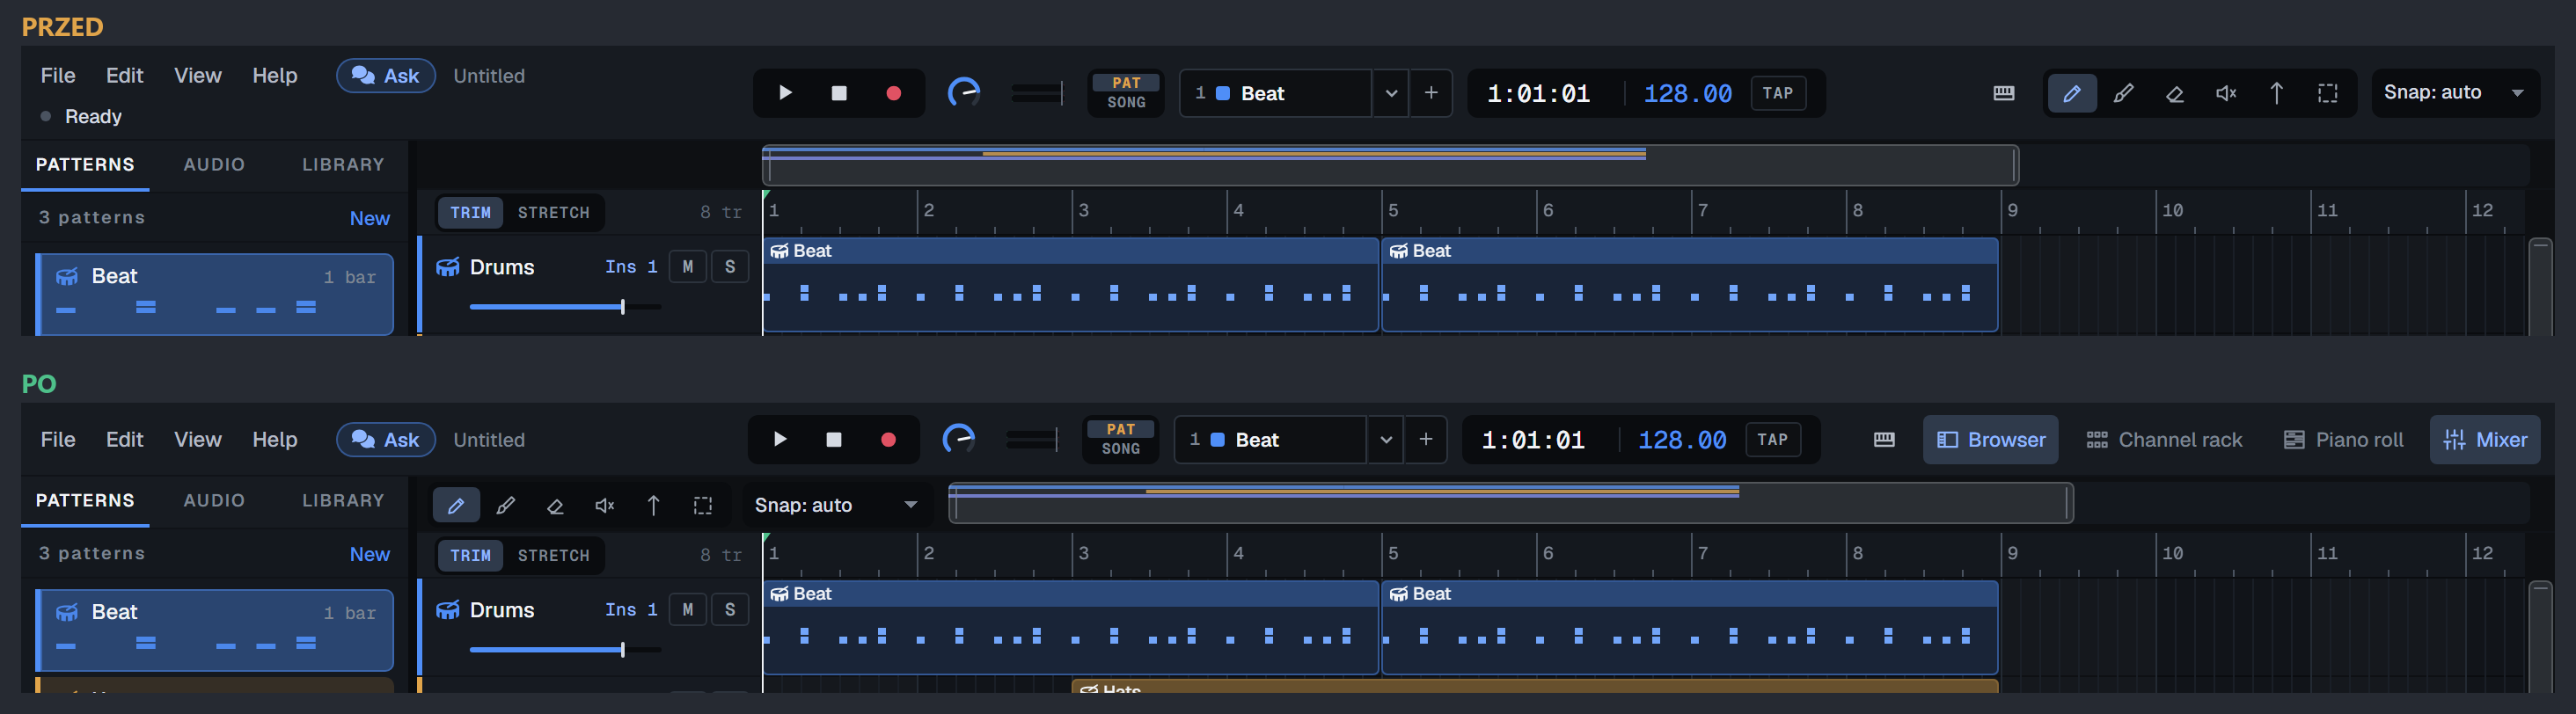 PRZED
File Edit View Help Ask Untitled
Ready
PAT
SONG
1 Beat
1:01:01 128.00 TAP
Snap: auto
PATTERNS AUDIO LIBRARY
3 patterns New
Beat 1 bar
TRIM STRETCH 8 tr
1 2 3 4 5 6 7 8 9 10 11 12
Drums Ins 1 M S
Beat Beat
PO
File Edit View Help Ask Untitled
PAT
SONG
1 Beat
1:01:01 128.00 TAP
Browser Channel rack Piano roll Mixer
PATTERNS AUDIO LIBRARY
Snap: auto
3 patterns New
Beat 1 bar
TRIM STRETCH 8 tr
1 2 3 4 5 6 7 8 9 10 11 12
Drums Ins 1 M S
Beat Beat
Hats